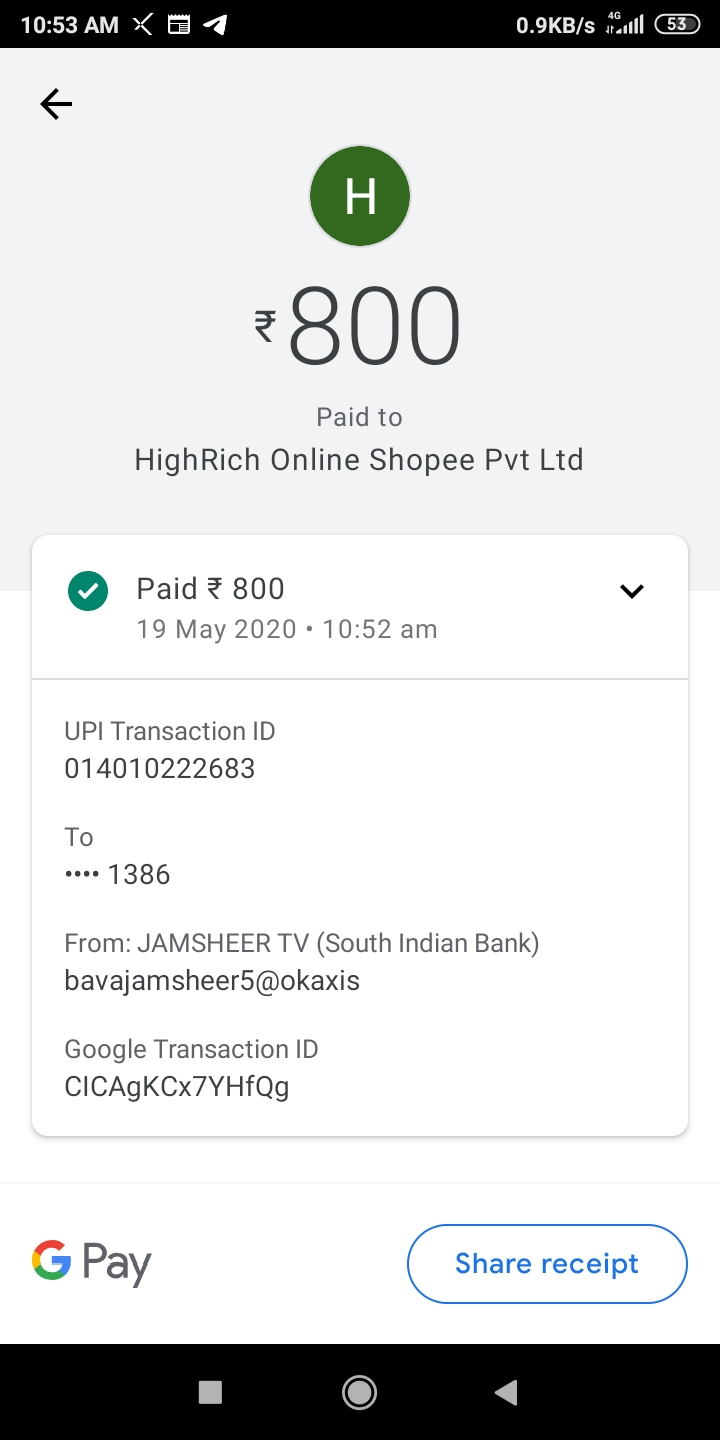 10:53 AM 0.9KB/s 4G 53
H
₹800
Paid to
HighRich Online Shopee Pvt Ltd
Paid ₹ 800
19 May 2020 • 10:52 am
UPI Transaction ID
014010222683
To
•••• 1386
From: JAMSHEER TV (South Indian Bank)
bavajamsheer5@okaxis
Google Transaction ID
CICAgKCx7YHfQg
G Pay
Share receipt